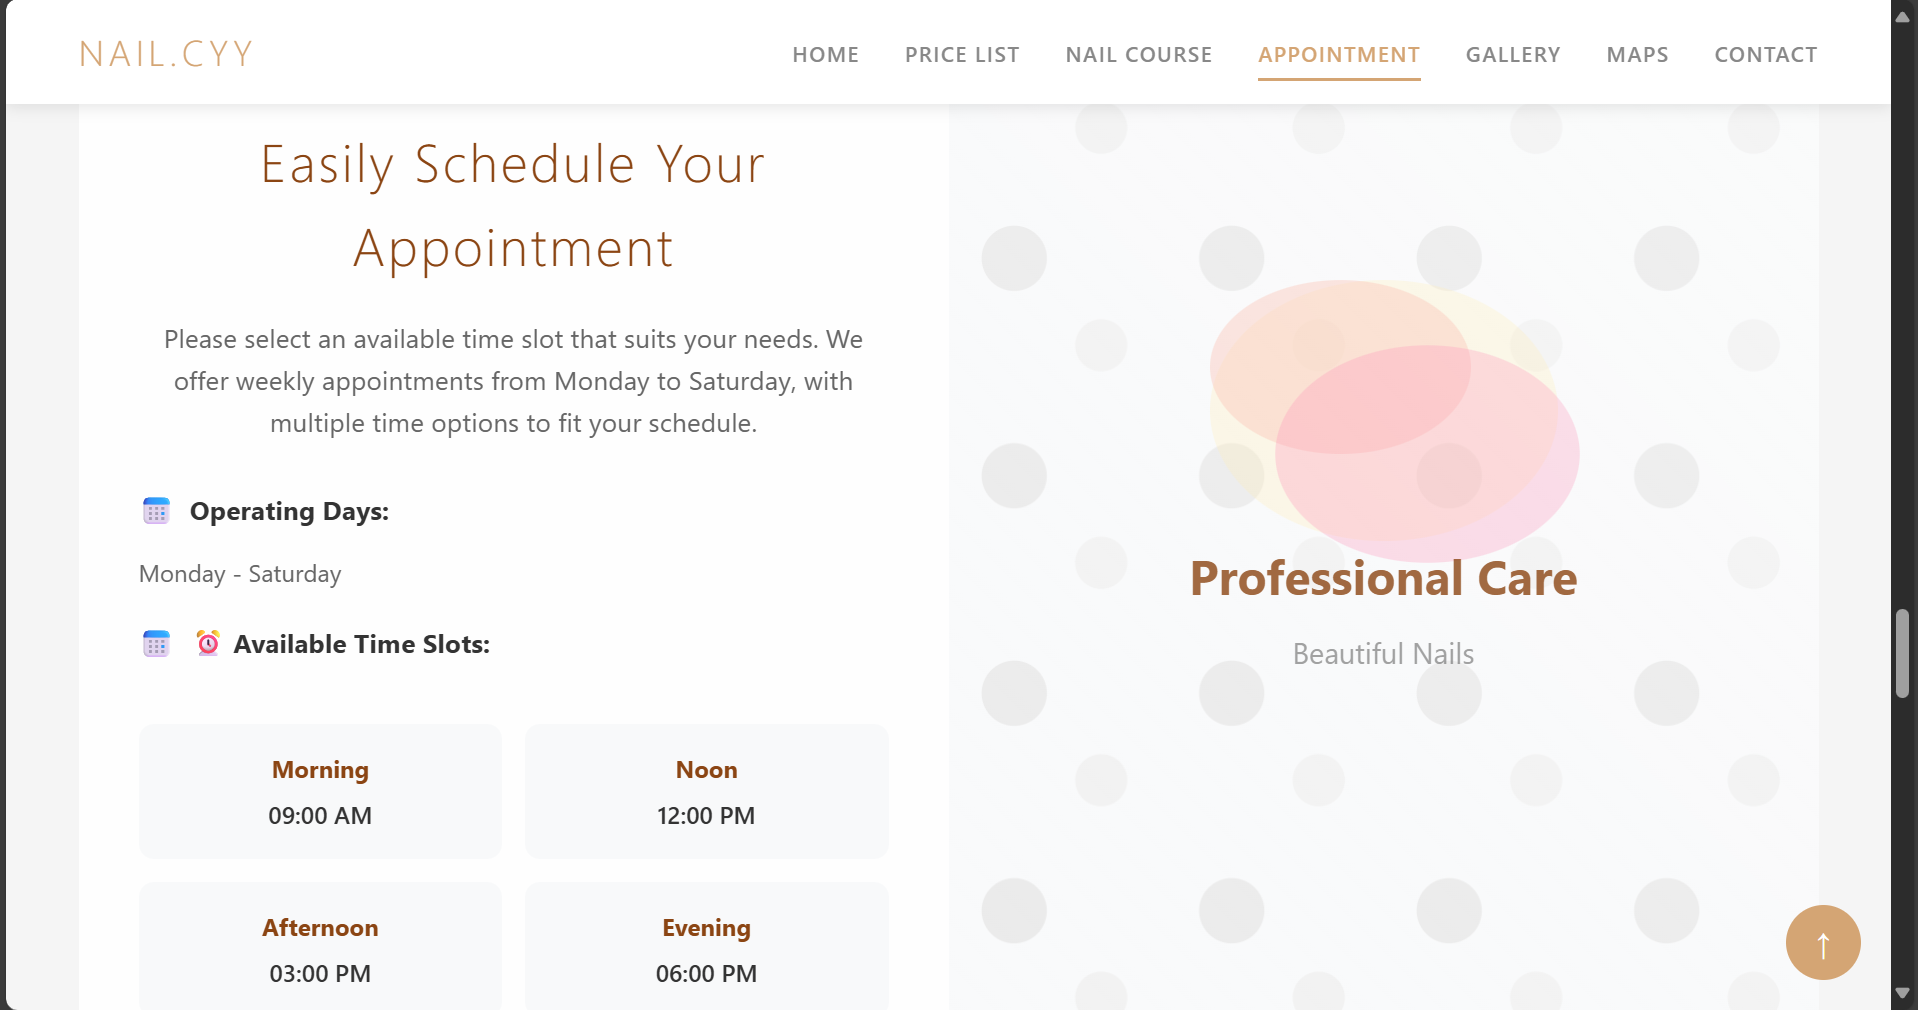 NAIL.CYY
HOME
PRICE LIST
NAIL COURSE
APPOINTMENT
GALLERY
MAPS
CONTACT
Easily Schedule Your
Appointment
Please select an available time slot that suits your needs. We
offer weekly appointments from Monday to Saturday, with
multiple time options to fit your schedule.
Operating Days:
Monday - Saturday
Available Time Slots:
Morning
09:00 AM
Noon
12:00 PM
Afternoon
03:00 PM
Evening
06:00 PM
Professional Care
Beautiful Nails
↑